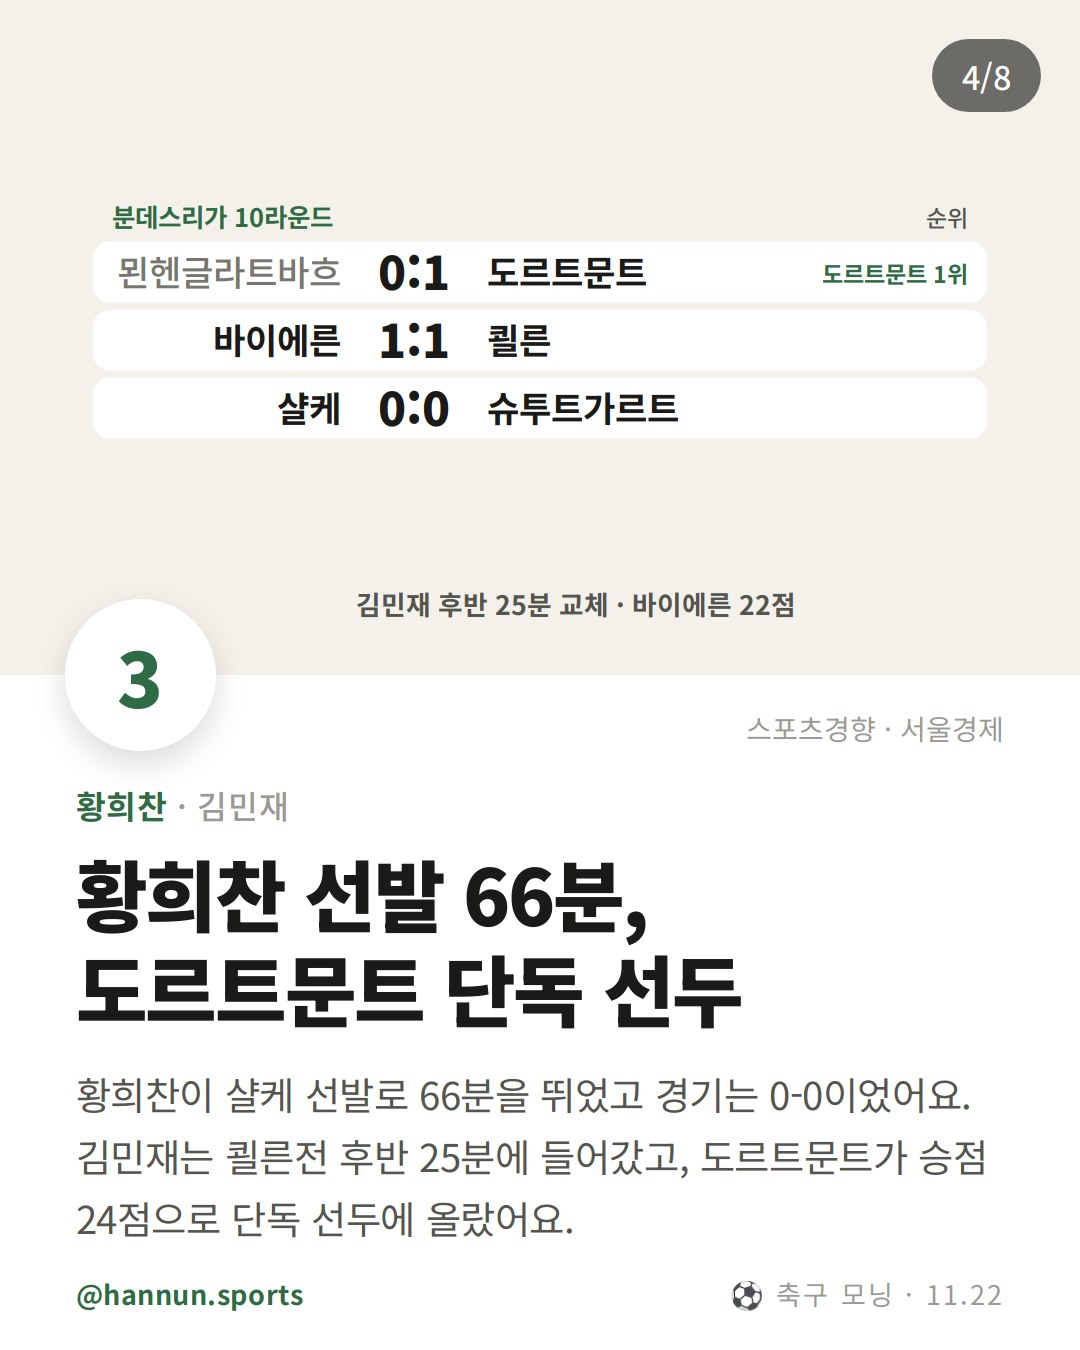 4/8
분데스리가 10라운드 순위
묀헨글라트바흐 0:1 도르트문트 도르트문트 1위
바이에른 1:1 쾰른
샬케 0:0 슈투트가르트
김민재 후반 25분 교체 · 바이에른 22점
3
스포츠경향 · 서울경제
황희찬 · 김민재
황희찬 선발 66분,
도르트문트 단독 선두
황희찬이 샬케 선발로 66분을 뛰었고 경기는 0-0이었어요.
김민재는 쾰른전 후반 25분에 들어갔고, 도르트문트가 승점
24점으로 단독 선두에 올랐어요.
@hannun.sports ⚽ 축구 모닝 · 11.22